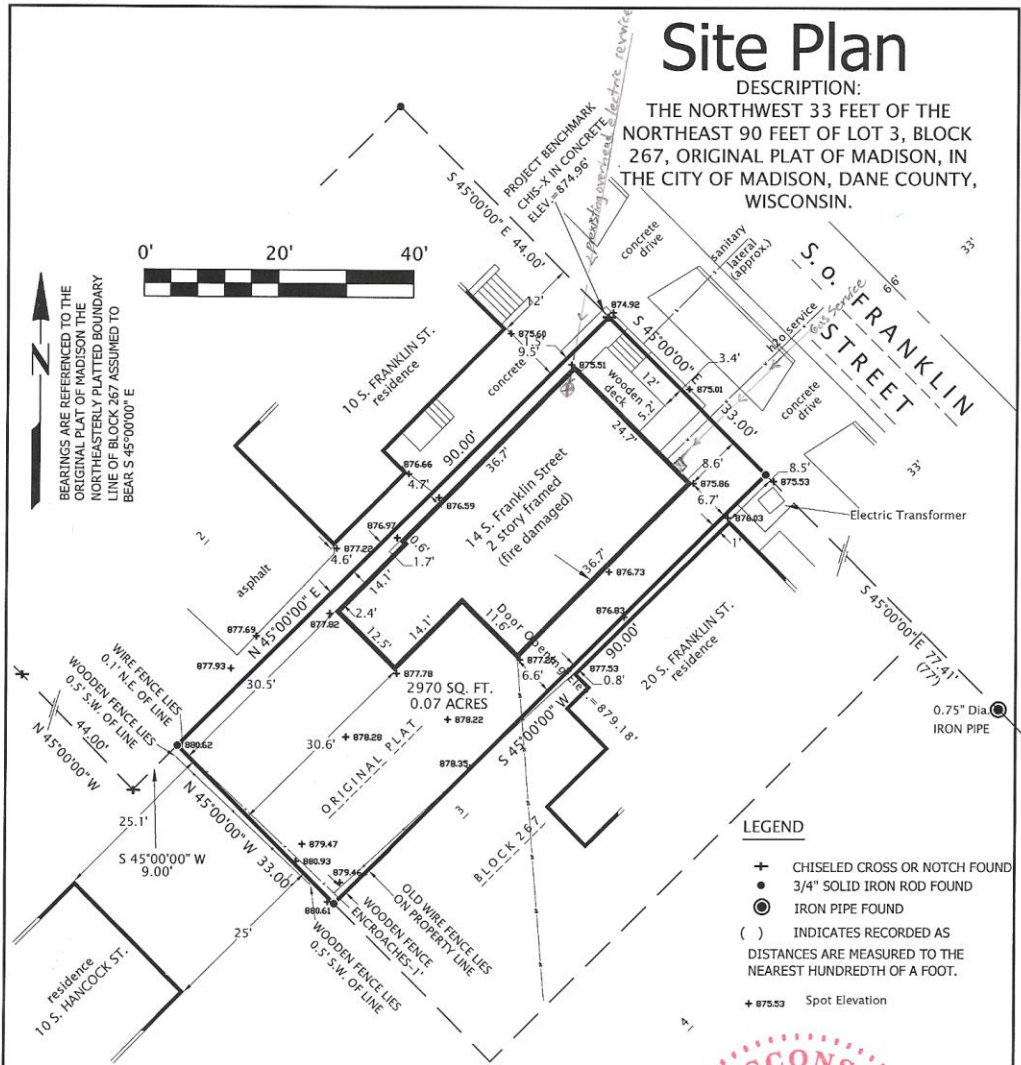 Site Plan
DESCRIPTION:
THE NORTHWEST 33 FEET OF THE
NORTHEAST 90 FEET OF LOT 3, BLOCK
267, ORIGINAL PLAT OF MADISON, IN
THE CITY OF MADISON, DANE COUNTY,
WISCONSIN.
preexisting overhead electric service
PROJECT BENCHMARK
CHIS-X IN CONCRETE
ELEV.=874.96'
S 45°00'00" E 44.00'
0' 20' 40'
N
BEARINGS ARE REFERENCED TO THE
ORIGINAL PLAT OF MADISON THE
NORTHEASTERLY PLATTED BOUNDARY
LINE OF BLOCK 267 ASSUMED TO
BEAR S 45°00'00" E
concrete
drive
sanitary
lateral
(approx.)
33'
66'
S. o. FRANKLIN
STREET
h2o service
Gas Service
concrete
drive
33'
12'
874.92
S 45°00'00" E
33.00'
3.4'
875.01
875.60
1.5'
9.5'
concrete
875.51
wooden
deck
12'
5.2'
24.7'
10 S. FRANKLIN ST.
residence
90.00'
36.7'
8.6'
8.5'
875.53
875.86
6.7'
876.03
1'
Electric Transformer
876.66
4.7'
876.59
14 S. Franklin Street
2 story framed
(fire damaged)
876.97
0.6'
1.7'
877.22
4.6'
14.1'
36.7'
876.73
876.83
90.00'
2
asphalt
N 45°00'00" E
2.4'
877.82
12.5'
14.1'
11.6'
Door Opening Ele.=879.18'
877.69
877.93
877.78
6.6'
877.53
0.8'
20 S. FRANKLIN ST.
residence
S 45°00'00"E 77.41'
(77')
0.75" Dia.
IRON PIPE
2970 SQ. FT.
0.07 ACRES
878.22
30.5'
30.6'
878.28
878.35
S 45°00'00" W
ORIGINAL PLAT
BLOCK 267
3
4
WIRE FENCE LIES
0.1' N.E. OF LINE
WOODEN FENCE LIES
0.5' S.W. OF LINE
44.00'
N 45°00'00" W
880.62
25.1'
S 45°00'00" W
9.00'
N 45°00'00" W 33.00'
879.47
880.93
879.46
880.61
25'
OLD WIRE FENCE LIES
ON PROPERTY LINE
WOODEN FENCE
ENCROACHES~1'
WOODEN FENCE LIES
0.5' S.W. OF LINE
residence
10 S. HANCOCK ST.
LEGEND
CHISELED CROSS OR NOTCH FOUND
3/4" SOLID IRON ROD FOUND
IRON PIPE FOUND
( ) INDICATES RECORDED AS
DISTANCES ARE MEASURED TO THE
NEAREST HUNDREDTH OF A FOOT.
+ 875.53 Spot Elevation